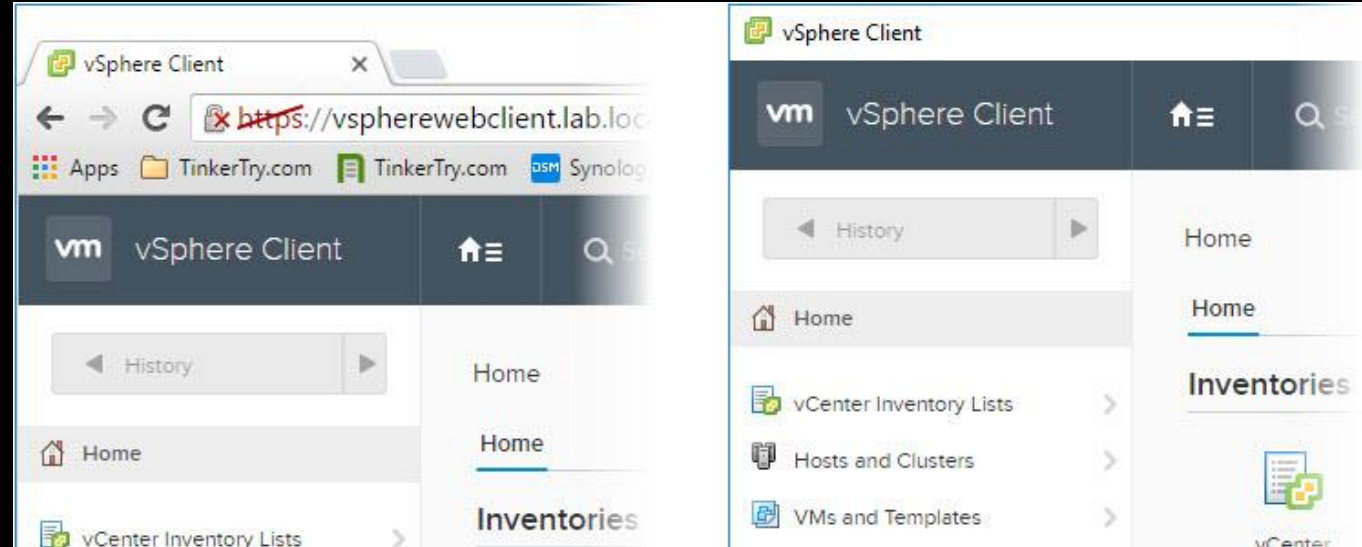 vSphere Client
https://vspherewebclient.lab.loc
Apps TinkerTry.com TinkerTry.com DSM Synolog
vm vSphere Client
History
Home
Home
Home
Inventories
vCenter Inventory Lists
vSphere Client
vm vSphere Client
History
Home
Home
Home
vCenter Inventory Lists
Hosts and Clusters
VMs and Templates
Inventories
vCenter